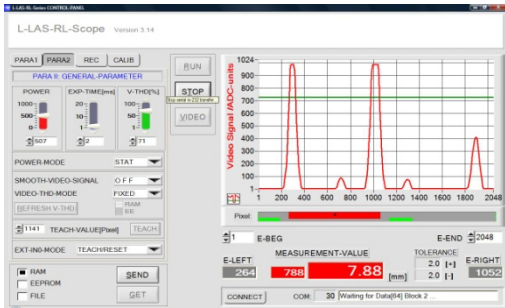 L-LAS-RL-Series CONTROL-PANEL
L-LAS-RL-Scope Version 3.14
PARA1 PARA2 REC CALIB
PARA II: GENERAL-PARAMETER
POWER EXP-TIME[ms] V-THD[%]
1000 20 100
500 10 50
0 1 1
507 2 71
POWER-MODE STAT
SMOOTH-VIDEO-SIGNAL OFF
VIDEO-THD-MODE FIXED
REFRESH V-THD RAM
EE
1141 TEACH-VALUE[Pixel] TEACH
EXT-IN0-MODE TEACH/RESET
RAM
EEPROM
FILE
SEND
GET
RUN
STOP
VIDEO
Video Signal /ADC-units
1024
900
800
700
600
500
400
300
200
100
1
1 200 400 600 800 1000 1200 1400 1600 1800 2048
Pixel:
1 E-BEG E-END 2048
E-LEFT MEASUREMENT-VALUE TOLERANCE E-RIGHT
264 788 7.88 [mm] 2.0 [+] 1052
2.0 [-]
CONNECT COM: 30 Waiting for Data[64] Block 2 ...